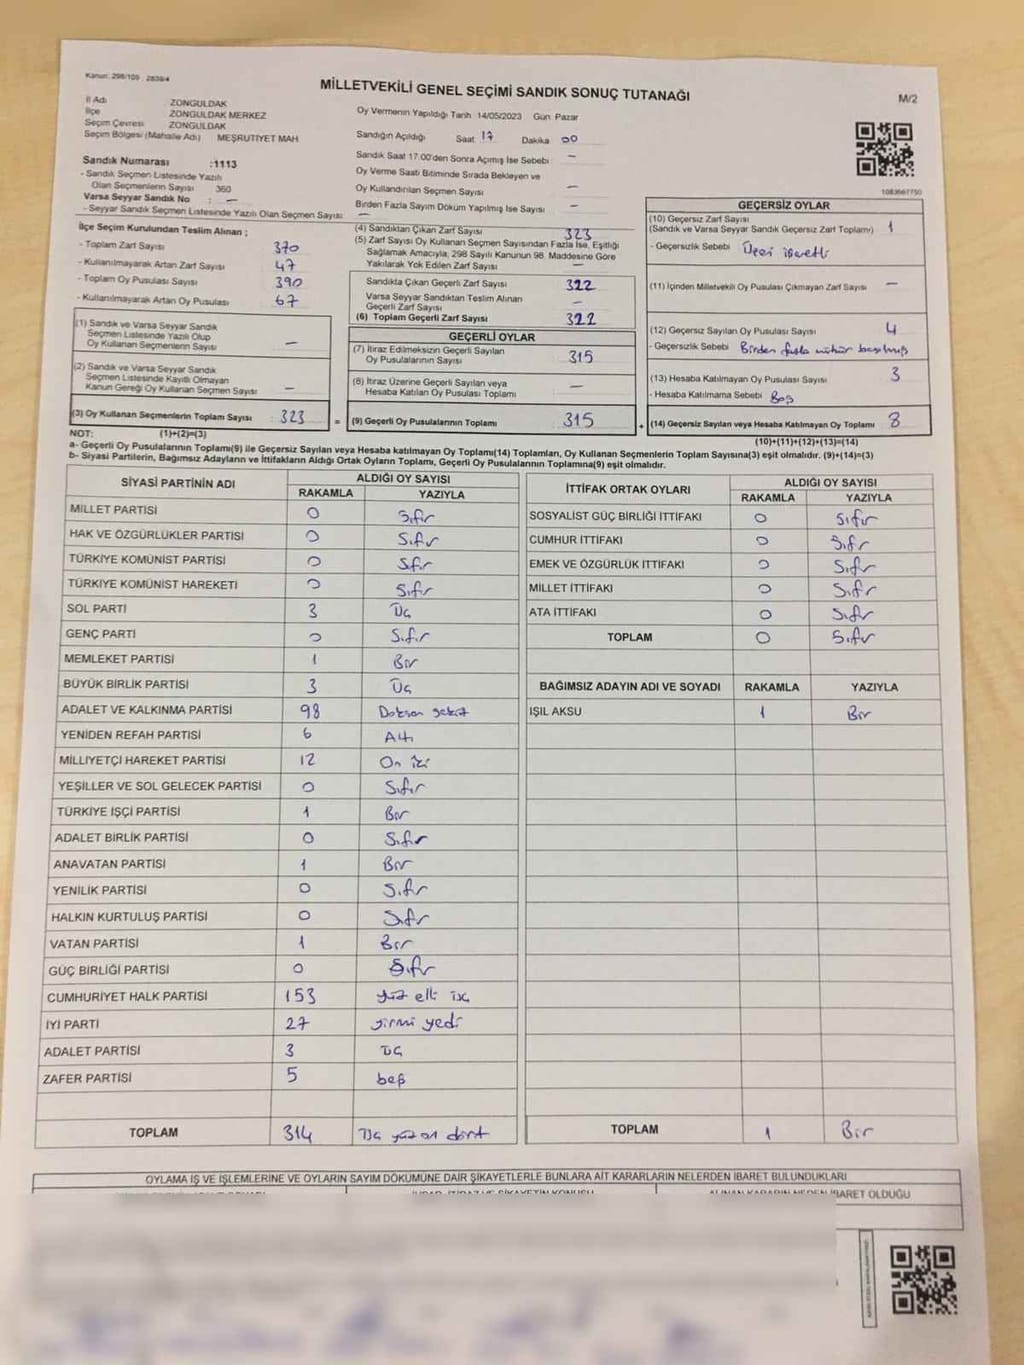 Kanun: 298/105 2839/4
MİLLETVEKİLİ GENEL SEÇİMİ SANDIK SONUÇ TUTANAĞI
M/2
İl Adı ZONGULDAK
İlçe ZONGULDAK MERKEZ
Seçim Çevresi ZONGULDAK
Seçim Bölgesi (Mahalle Adı) MEŞRUTİYET MAH
Sandık Numarası :1113
- Sandık Seçmen Listesinde Yazılı
Olan Seçmenlerin Sayısı 360
Varsa Seyyar Sandık No : —
- Seyyar Sandık Seçmen Listesinde Yazılı Olan Seçmen Sayısı: —
Oy Vermenin Yapıldığı Tarih 14/05/2023 Gün Pazar
Sandığın Açıldığı Saat 17 Dakika 00
Sandık Saat 17:00'den Sonra Açılmış İse Sebebi —
Oy Verme Saati Bitiminde Sırada Bekleyen ve
Oy Kullandırılan Seçmen Sayısı —
Birden Fazla Sayım Döküm Yapılmış İse Sayısı —
1083667750
İlçe Seçim Kurulundan Teslim Alınan ;
- Toplam Zarf Sayısı 370
- Kullanılmayarak Artan Zarf Sayısı 47
- Toplam Oy Pusulası Sayısı 390
- Kullanılmayarak Artan Oy Pusulası 67
(1) Sandık ve Varsa Seyyar Sandık
Seçmen Listesinde Yazılı Olup
Oy Kullanan Seçmenlerin Sayısı —
(2) Sandık ve Varsa Seyyar Sandık
Seçmen Listesinde Kayıtlı Olmayan
Kanun Gereği Oy Kullanan Seçmen Sayısı —
(3) Oy Kullanan Seçmenlerin Toplam Sayısı 323 =
(1)+(2)=(3)
(4) Sandıktan Çıkan Zarf Sayısı 323
(5) Zarf Sayısı Oy Kullanan Seçmen Sayısından Fazla İse, Eşitliği
Sağlamak Amacıyla, 298 Sayılı Kanunun 98. Maddesine Göre
Yakılarak Yok Edilen Zarf Sayısı —
Sandıkta Çıkan Geçerli Zarf Sayısı 322
Varsa Seyyar Sandıktan Teslim Alınan
Geçerli Zarf Sayısı —
(6) Toplam Geçerli Zarf Sayısı 322
GEÇERLİ OYLAR
(7) İtiraz Edilmeksizin Geçerli Sayılan
Oy Pusulalarının Sayısı 315
(8) İtiraz Üzerine Geçerli Sayılan veya
Hesaba Katılan Oy Pusulası Toplamı —
(9) Geçerli Oy Pusulalarının Toplamı 315 +
GEÇERSİZ OYLAR
(10) Geçersiz Zarf Sayısı
(Sandık ve Varsa Seyyar Sandık Geçersiz Zarf Toplamı) 1
- Geçersizlik Sebebi Üzeri işaretli
(11) İçinden Milletvekili Oy Pusulası Çıkmayan Zarf Sayısı —
(12) Geçersiz Sayılan Oy Pusulası Sayısı 4
- Geçersizlik Sebebi Birden fazla mühür basılmış
(13) Hesaba Katılmayan Oy Pusulası Sayısı 3
- Hesaba Katılmama Sebebi Boş
(14) Geçersiz Sayılan veya Hesaba Katılmayan Oy Toplamı 8
(10)+(11)+(12)+(13)=(14)
NOT:
a- Geçerli Oy Pusulalarının Toplamı(9) ile Geçersiz Sayılan veya Hesaba katılmayan Oy Toplamı(14) Toplamları, Oy Kullanan Seçmenlerin Toplam Sayısına(3) eşit olmalıdır. (9)+(14)=(3)
b- Siyasi Partilerin, Bağımsız Adayların ve İttifakların Aldığı Ortak Oyların Toplamı, Geçerli Oy Pusulalarının Toplamına(9) eşit olmalıdır.
SİYASİ PARTİNİN ADI ALDIĞI OY SAYISI
RAKAMLA YAZIYLA
MİLLET PARTİSİ 0 Sıfır
HAK VE ÖZGÜRLÜKLER PARTİSİ 0 Sıfır
TÜRKİYE KOMÜNİST PARTİSİ 0 Sıfır
TÜRKİYE KOMÜNİST HAREKETİ 0 Sıfır
SOL PARTİ 3 Üç
GENÇ PARTİ 0 Sıfır
MEMLEKET PARTİSİ 1 Bir
BÜYÜK BİRLİK PARTİSİ 3 Üç
ADALET VE KALKINMA PARTİSİ 98 Doksan sekiz
YENİDEN REFAH PARTİSİ 6 Altı
MİLLİYETÇİ HAREKET PARTİSİ 12 On iki
YEŞİLLER VE SOL GELECEK PARTİSİ 0 Sıfır
TÜRKİYE İŞÇİ PARTİSİ 1 Bir
ADALET BİRLİK PARTİSİ 0 Sıfır
ANAVATAN PARTİSİ 1 Bir
YENİLİK PARTİSİ 0 Sıfır
HALKIN KURTULUŞ PARTİSİ 0 Sıfır
VATAN PARTİSİ 1 Bir
GÜÇ BİRLİĞİ PARTİSİ 0 Sıfır
CUMHURİYET HALK PARTİSİ 153 Yüz elli üç
İYİ PARTİ 27 Yirmi yedi
ADALET PARTİSİ 3 Üç
ZAFER PARTİSİ 5 beş
TOPLAM 314 Üç yüz on dört
İTTİFAK ORTAK OYLARI ALDIĞI OY SAYISI
RAKAMLA YAZIYLA
SOSYALİST GÜÇ BİRLİĞİ İTTİFAKI 0 Sıfır
CUMHUR İTTİFAKI 0 Sıfır
EMEK VE ÖZGÜRLÜK İTTİFAKI 0 Sıfır
MİLLET İTTİFAKI 0 Sıfır
ATA İTTİFAKI 0 Sıfır
TOPLAM 0 Sıfır
BAĞIMSIZ ADAYIN ADI VE SOYADI RAKAMLA YAZIYLA
IŞIL AKSU 1 Bir
TOPLAM 1 Bir
OYLAMA İŞ VE İŞLEMLERİNE VE OYLARIN SAYIM DÖKÜMÜNE DAİR ŞİKAYETLERLE BUNLARA AİT KARARLARIN NELERDEN İBARET BULUNDUKLARI
ALINAN KARARIN NEDEN İBARET OLDUĞU